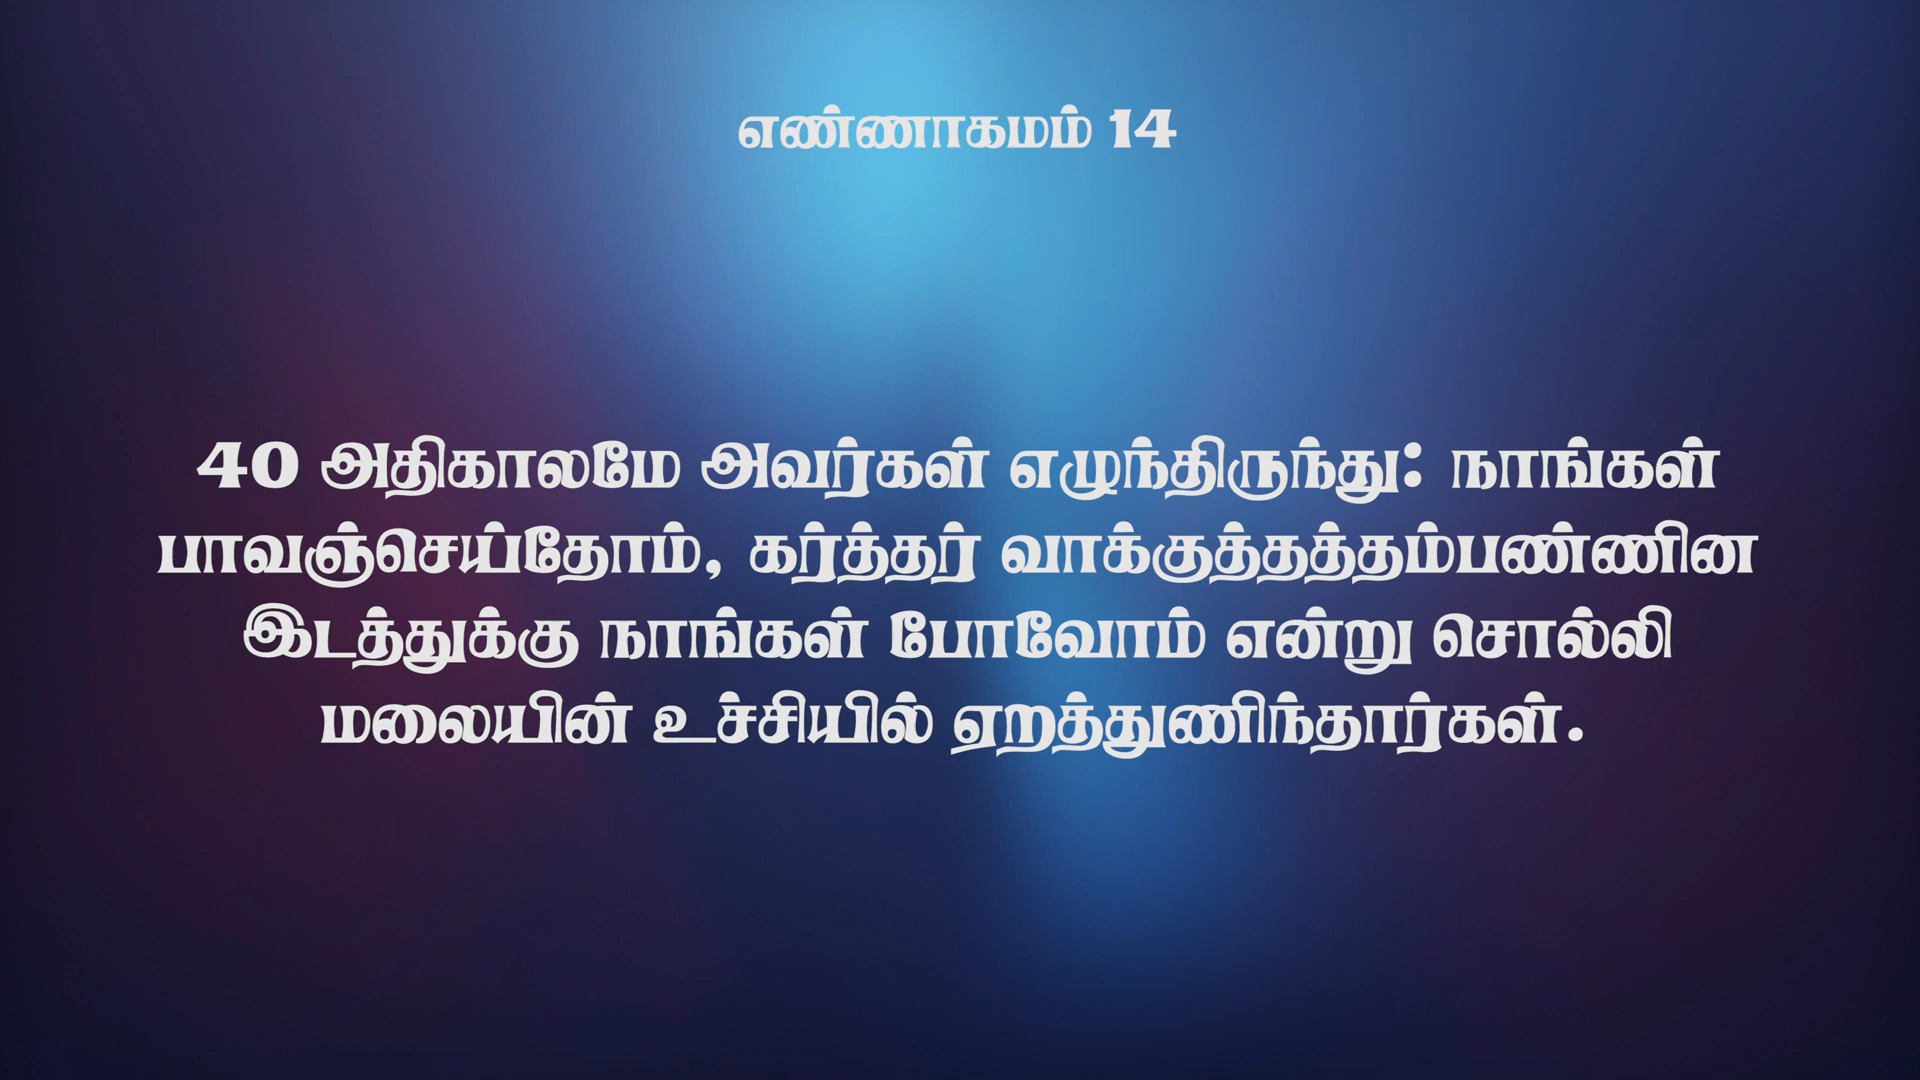 எண்ணாகமம் 14
40 அதிகாலமே அவர்கள் எழுந்திருந்து: நாங்கள்
பாவஞ்செய்தோம், கர்த்தர் வாக்குத்தத்தம்பண்ணின
இடத்துக்கு நாங்கள் போவோம் என்று சொல்லி
மலையின் உச்சியில் ஏறத்துணிந்தார்கள்.